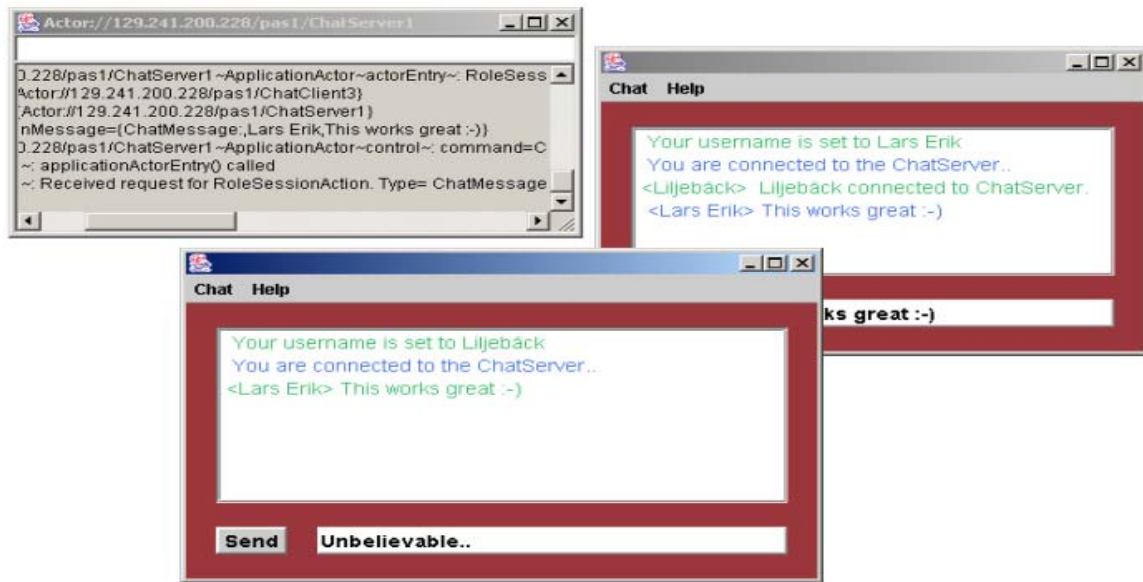 Actor://129.241.200.228/pas1/ChatServer1
0.228/pas1/ChatServer1~ApplicationActor~actorEntry~: RoleSess
Actor://129.241.200.228/pas1/ChatClient3}
{Actor://129.241.200.228/pas1/ChatServer1}
nMessage={ChatMessage:,Lars Erik,This works great :-)}
0.228/pas1/ChatServer1~ApplicationActor~control~: command=C
~: applicationActorEntry() called
~: Received request for RoleSessionAction. Type= ChatMessage
Chat Help
Your username is set to Lars Erik
You are connected to the ChatServer..
<Liljebäck> Liljebäck connected to ChatServer.
<Lars Erik> This works great :-)
ks great :-)
Chat Help
Your username is set to Liljebäck
You are connected to the ChatServer..
<Lars Erik> This works great :-)
Send Unbelievable..